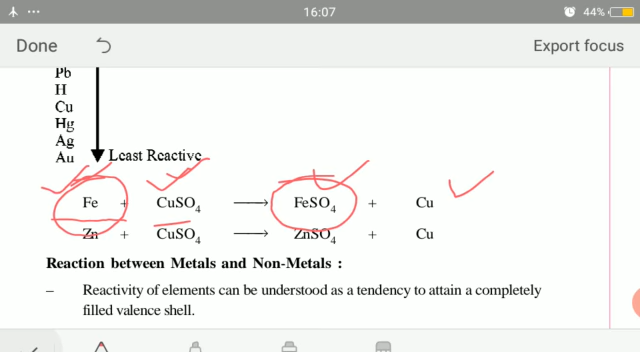 16:07
44%
Done
Export focus
Pb
H
Cu
Hg
Ag
Au
Least Reactive
Fe + CuSO₄ ⟶ FeSO₄ + Cu
Zn + CuSO₄ ⟶ ZnSO₄ + Cu
Reaction between Metals and Non-Metals :
– Reactivity of elements can be understood as a tendency to attain a completely
filled valence shell.